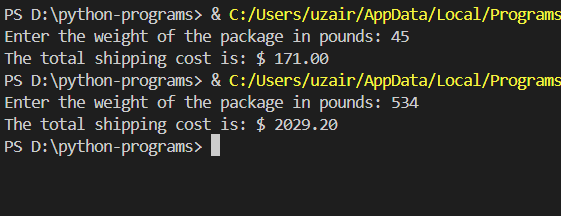 PS D:\python-programs> & C:/Users/uzair/AppData/Local/Programs
Enter the weight of the package in pounds: 45
The total shipping cost is: $ 171.00
PS D:\python-programs> & C:/Users/uzair/AppData/Local/Programs
Enter the weight of the package in pounds: 534
The total shipping cost is: $ 2029.20
PS D:\python-programs>